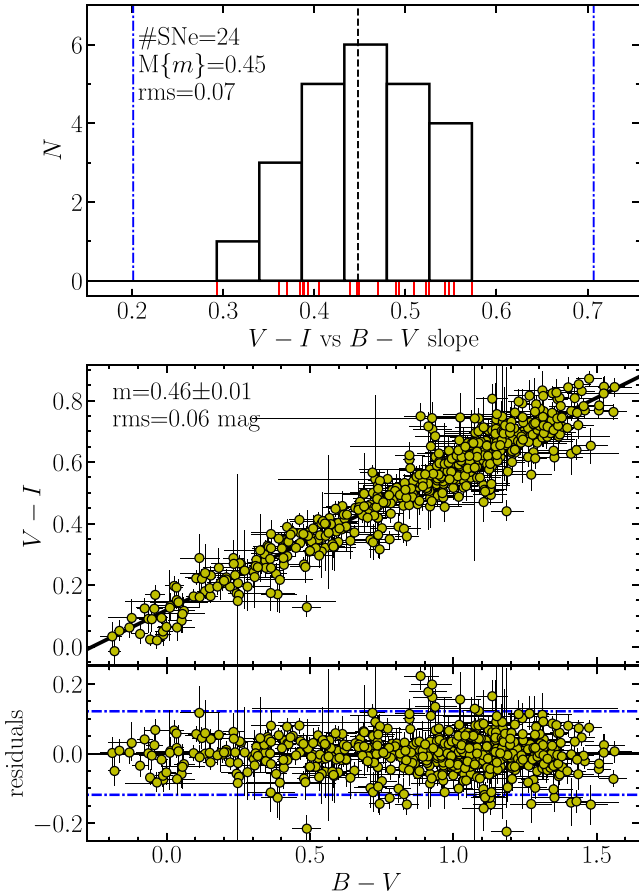 #SNe=24
M{m}=0.45
rms=0.07
N
6
4
2
0
0.2 0.3 0.4 0.5 0.6 0.7
V − I vs B − V slope
m=0.46±0.01
rms=0.06 mag
V − I
0.8
0.6
0.4
0.2
0.0
residuals
0.2
0.0
−0.2
0.0 0.5 1.0 1.5
B − V